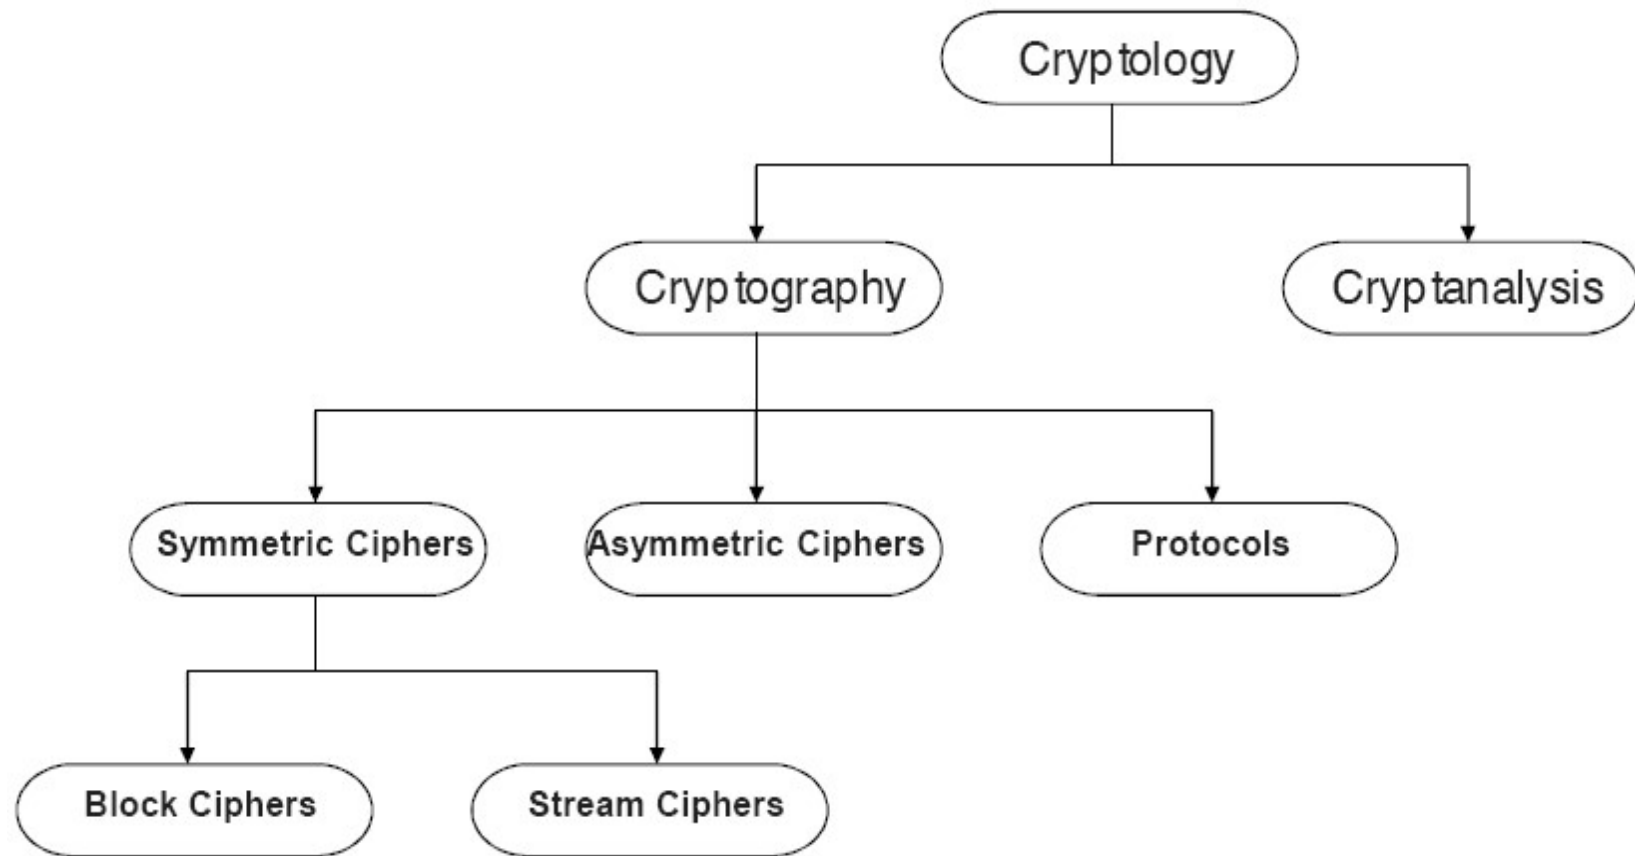 Cryptology
Cryptography
Cryptanalysis
Symmetric Ciphers
Asymmetric Ciphers
Protocols
Block Ciphers
Stream Ciphers